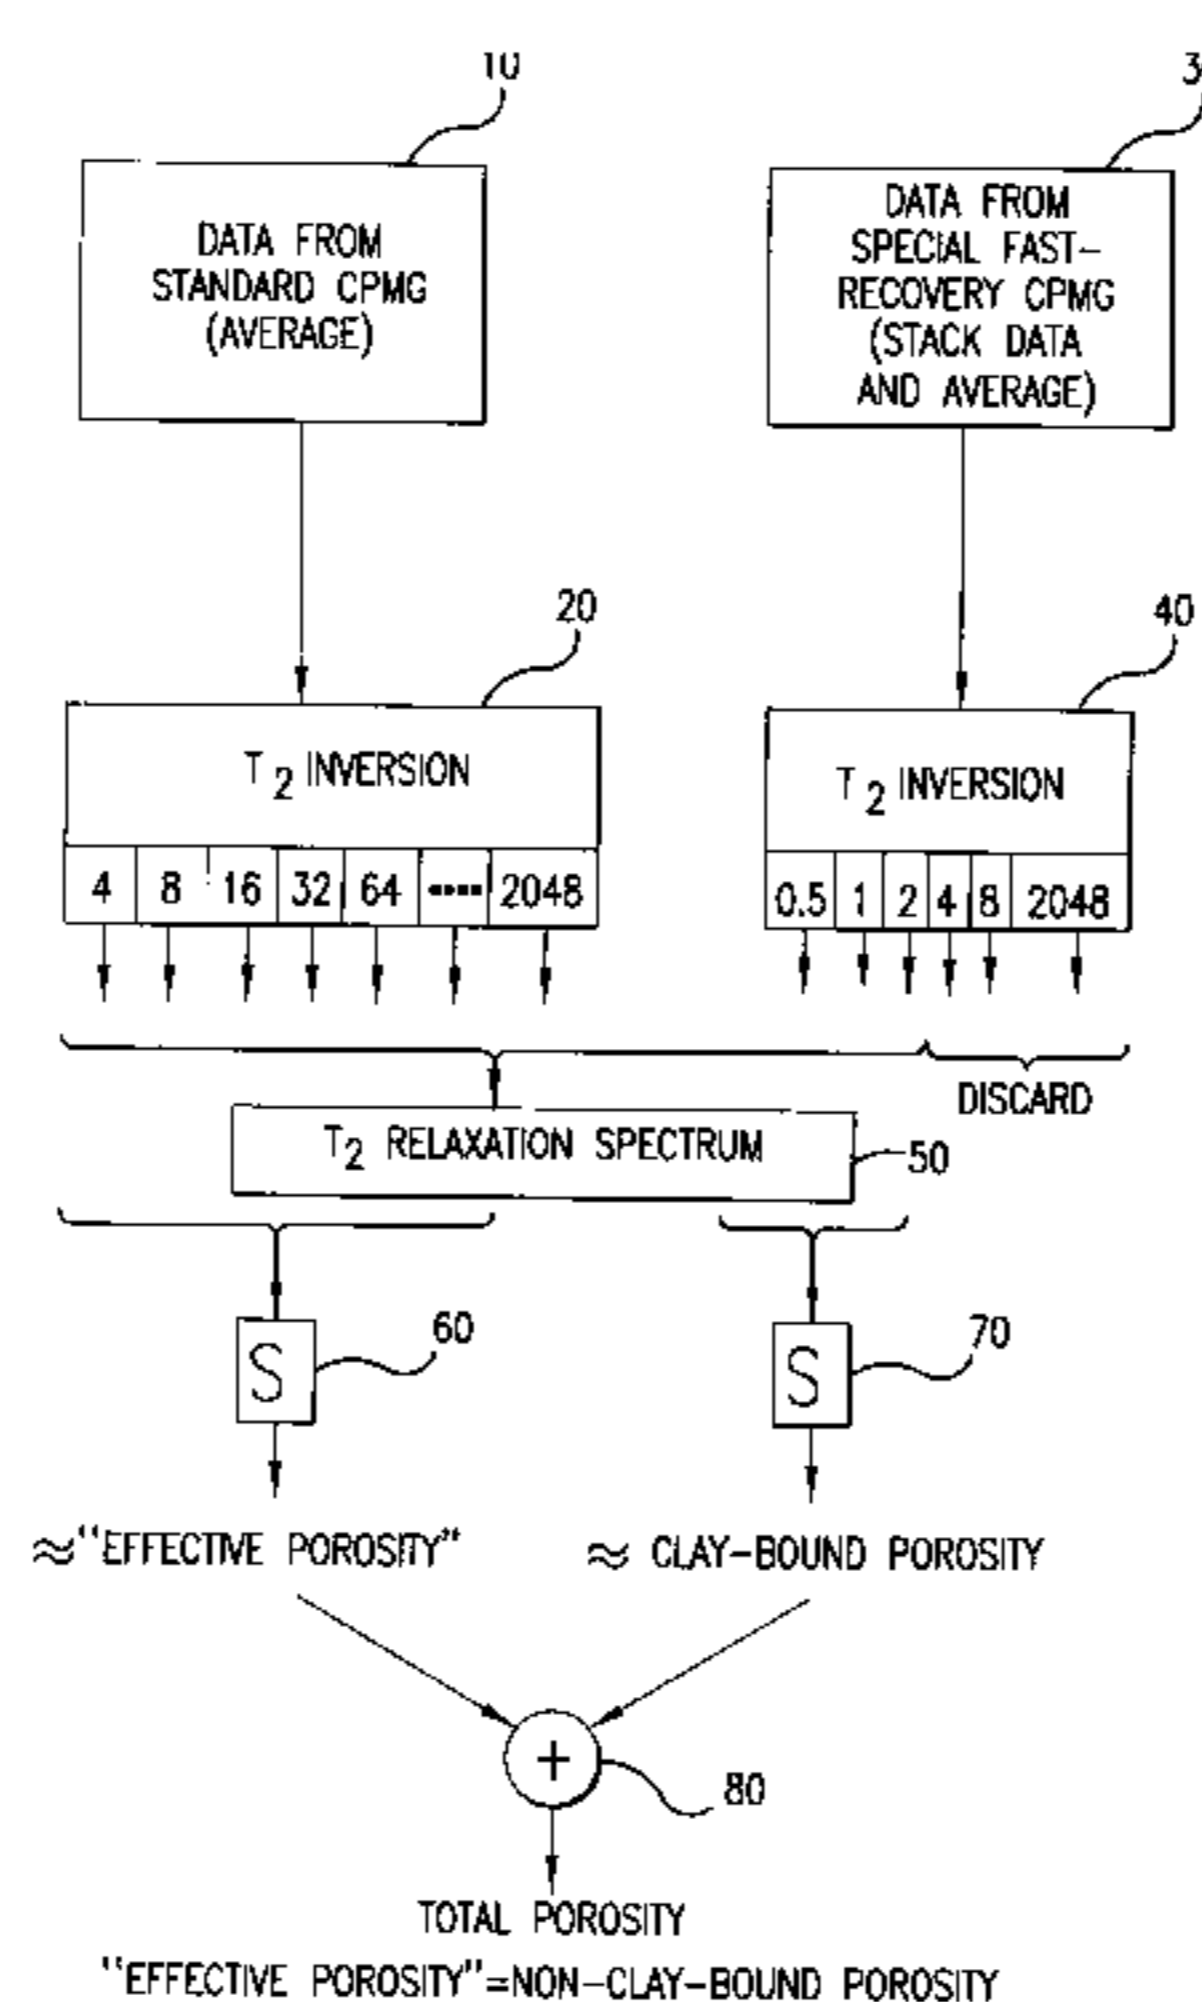 10
DATA FROM
STANDARD CPMG
(AVERAGE)
DATA FROM
SPECIAL FAST-
RECOVERY CPMG
(STACK DATA
AND AVERAGE)
20
T2 INVERSION
4 8 16 32 64 •••• 2048
40
T2 INVERSION
0.5 1 2 4 8 2048
DISCARD
T2 RELAXATION SPECTRUM
50
S
60
S
70
≈"EFFECTIVE POROSITY"
≈ CLAY-BOUND POROSITY
+
80
TOTAL POROSITY
"EFFECTIVE POROSITY"=NON-CLAY-BOUND POROSITY